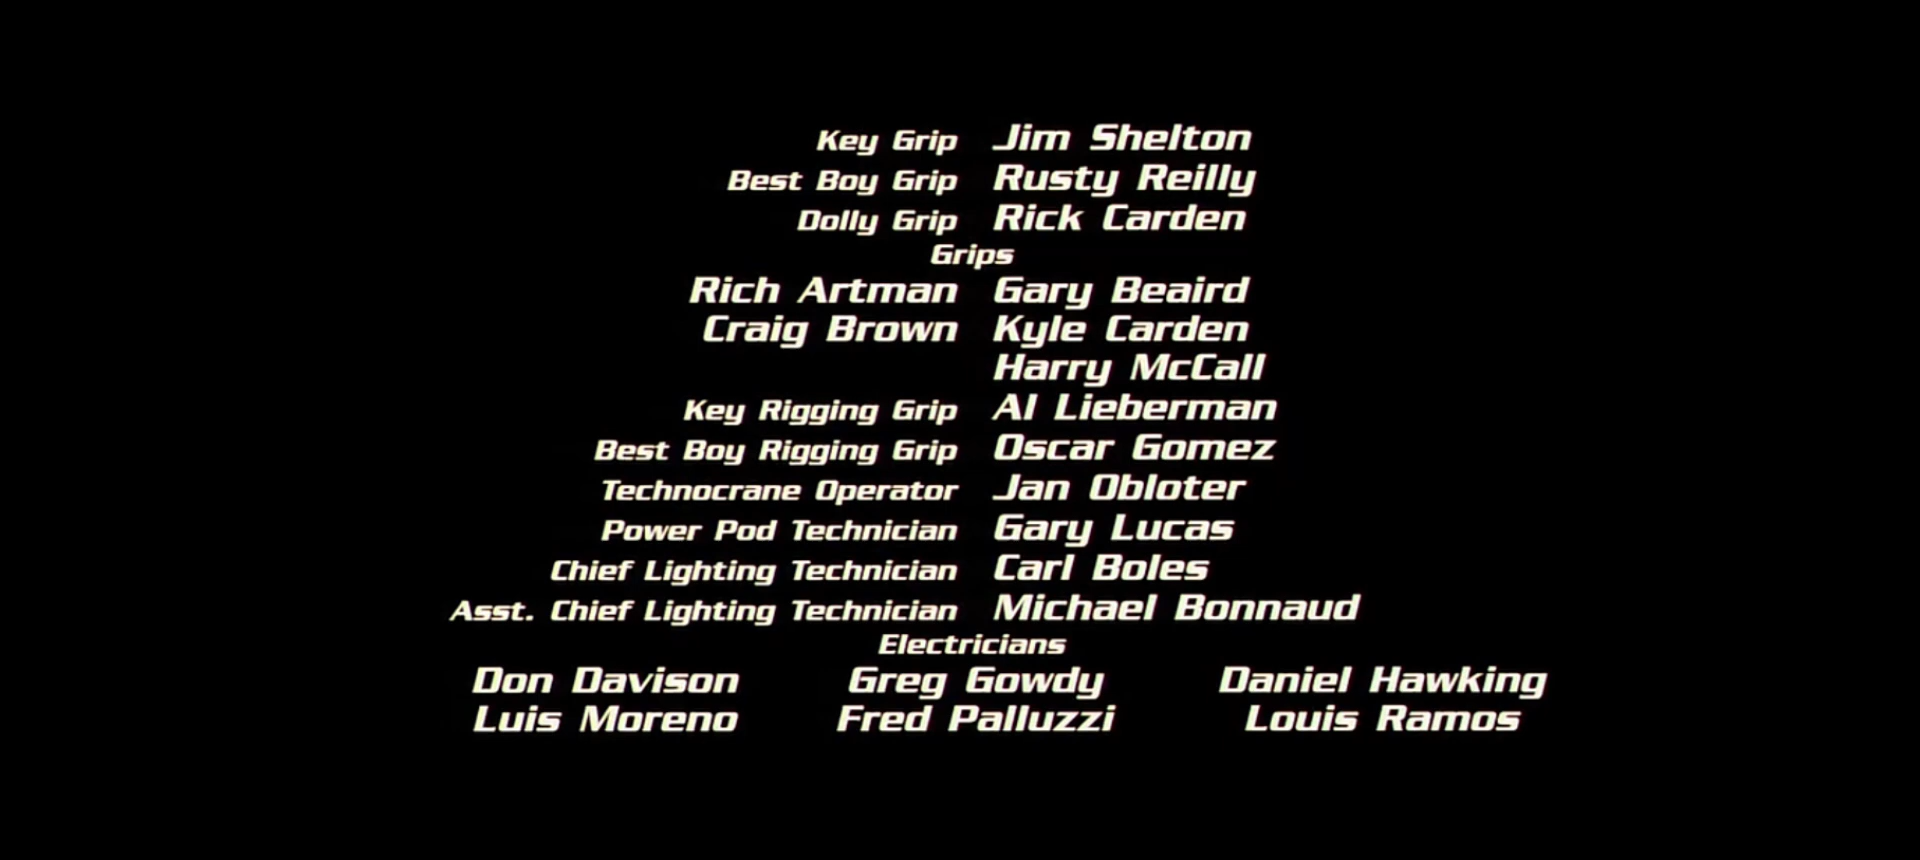 Key Grip Jim Shelton
Best Boy Grip Rusty Reilly
Dolly Grip Rick Carden
Grips
Rich Artman Gary Beaird
Craig Brown Kyle Carden
Harry McCall
Key Rigging Grip Al Lieberman
Best Boy Rigging Grip Oscar Gomez
Technocrane Operator Jan Obloter
Power Pod Technician Gary Lucas
Chief Lighting Technician Carl Boles
Asst. Chief Lighting Technician Michael Bonnaud
Electricians
Don Davison Greg Gowdy Daniel Hawking
Luis Moreno Fred Palluzzi Louis Ramos